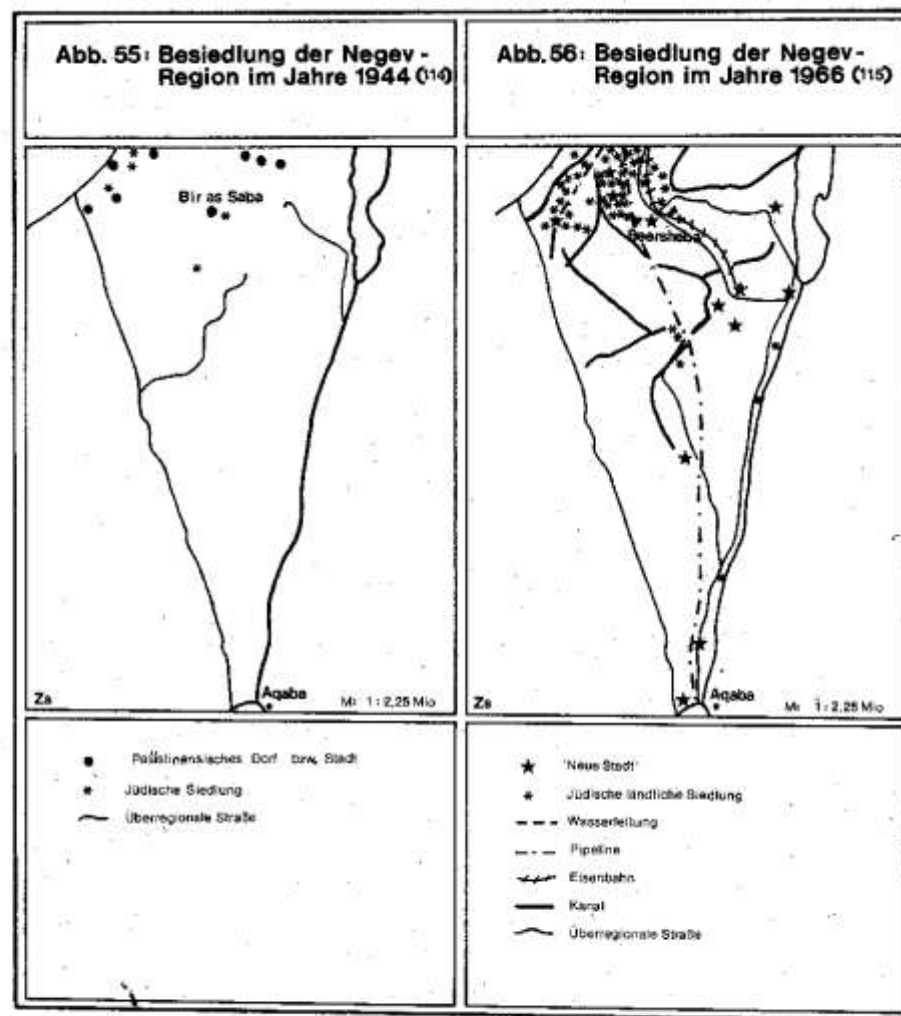 Abb. 55: Besiedlung der Negev-
Region im Jahre 1944 (114)
Bir as Saba
Aqaba
Za
M: 1:2,25 Mio
Palästinensisches Dorf bzw. Stadt
Jüdische Siedlung
Überregionale Straße
Abb. 56: Besiedlung der Negev-
Region im Jahre 1966 (115)
Beersheba
Aqaba
Za
M: 1:2,25 Mio
'Neue Stadt'
Jüdische ländliche Siedlung
Wasserleitung
Pipeline
Eisenbahn
Kanal
Überregionale Straße